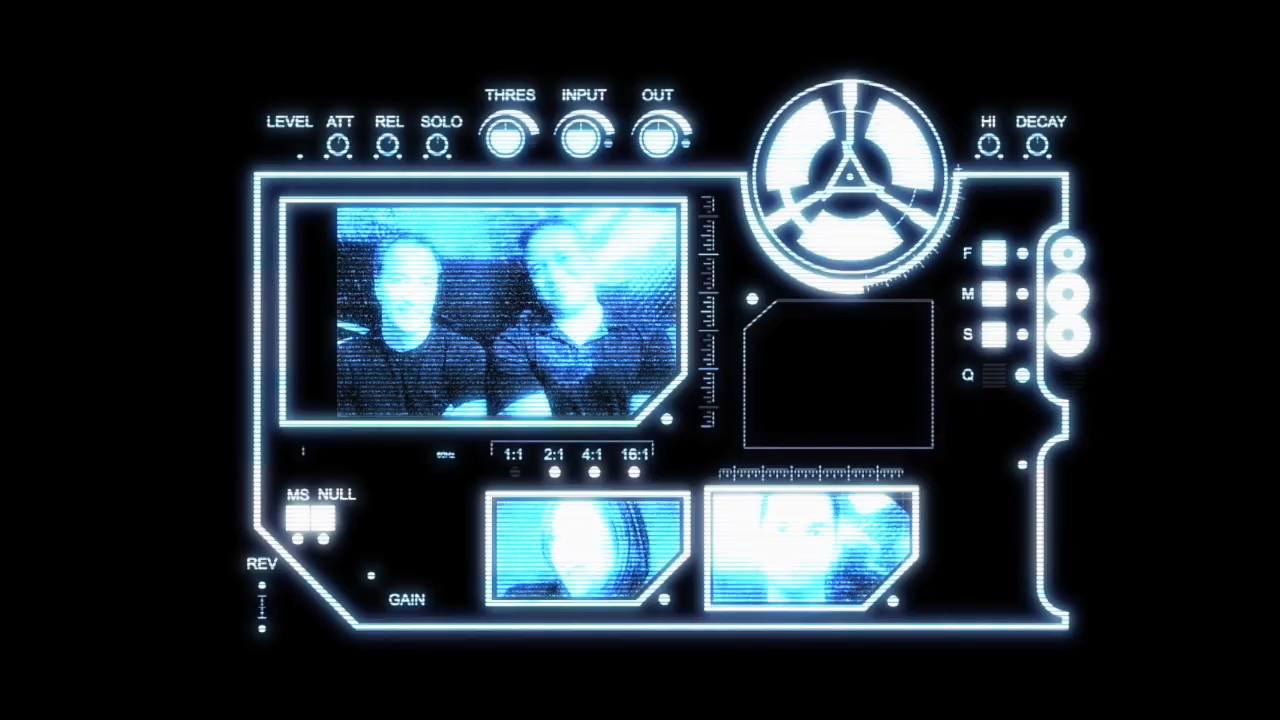 THRES INPUT OUT
LEVEL ATT REL SOLO
HI DECAY
F
M
S
Q
1:1 2:1 4:1 16:1
MS NULL
REV
GAIN